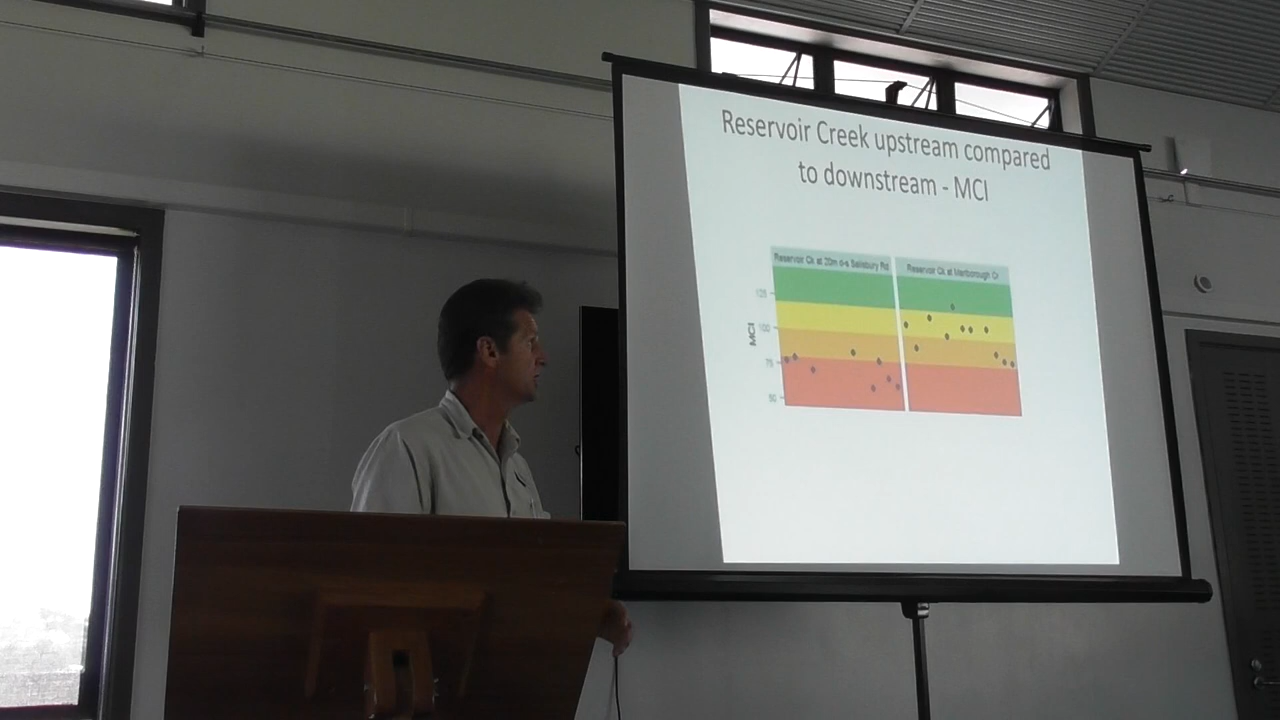 Reservoir Creek upstream compared
to downstream - MCI
Reservoir Ck at 20m d-s Salisbury Rd
Reservoir Ck at Marlborough Cr
MCI
125
100
75
50